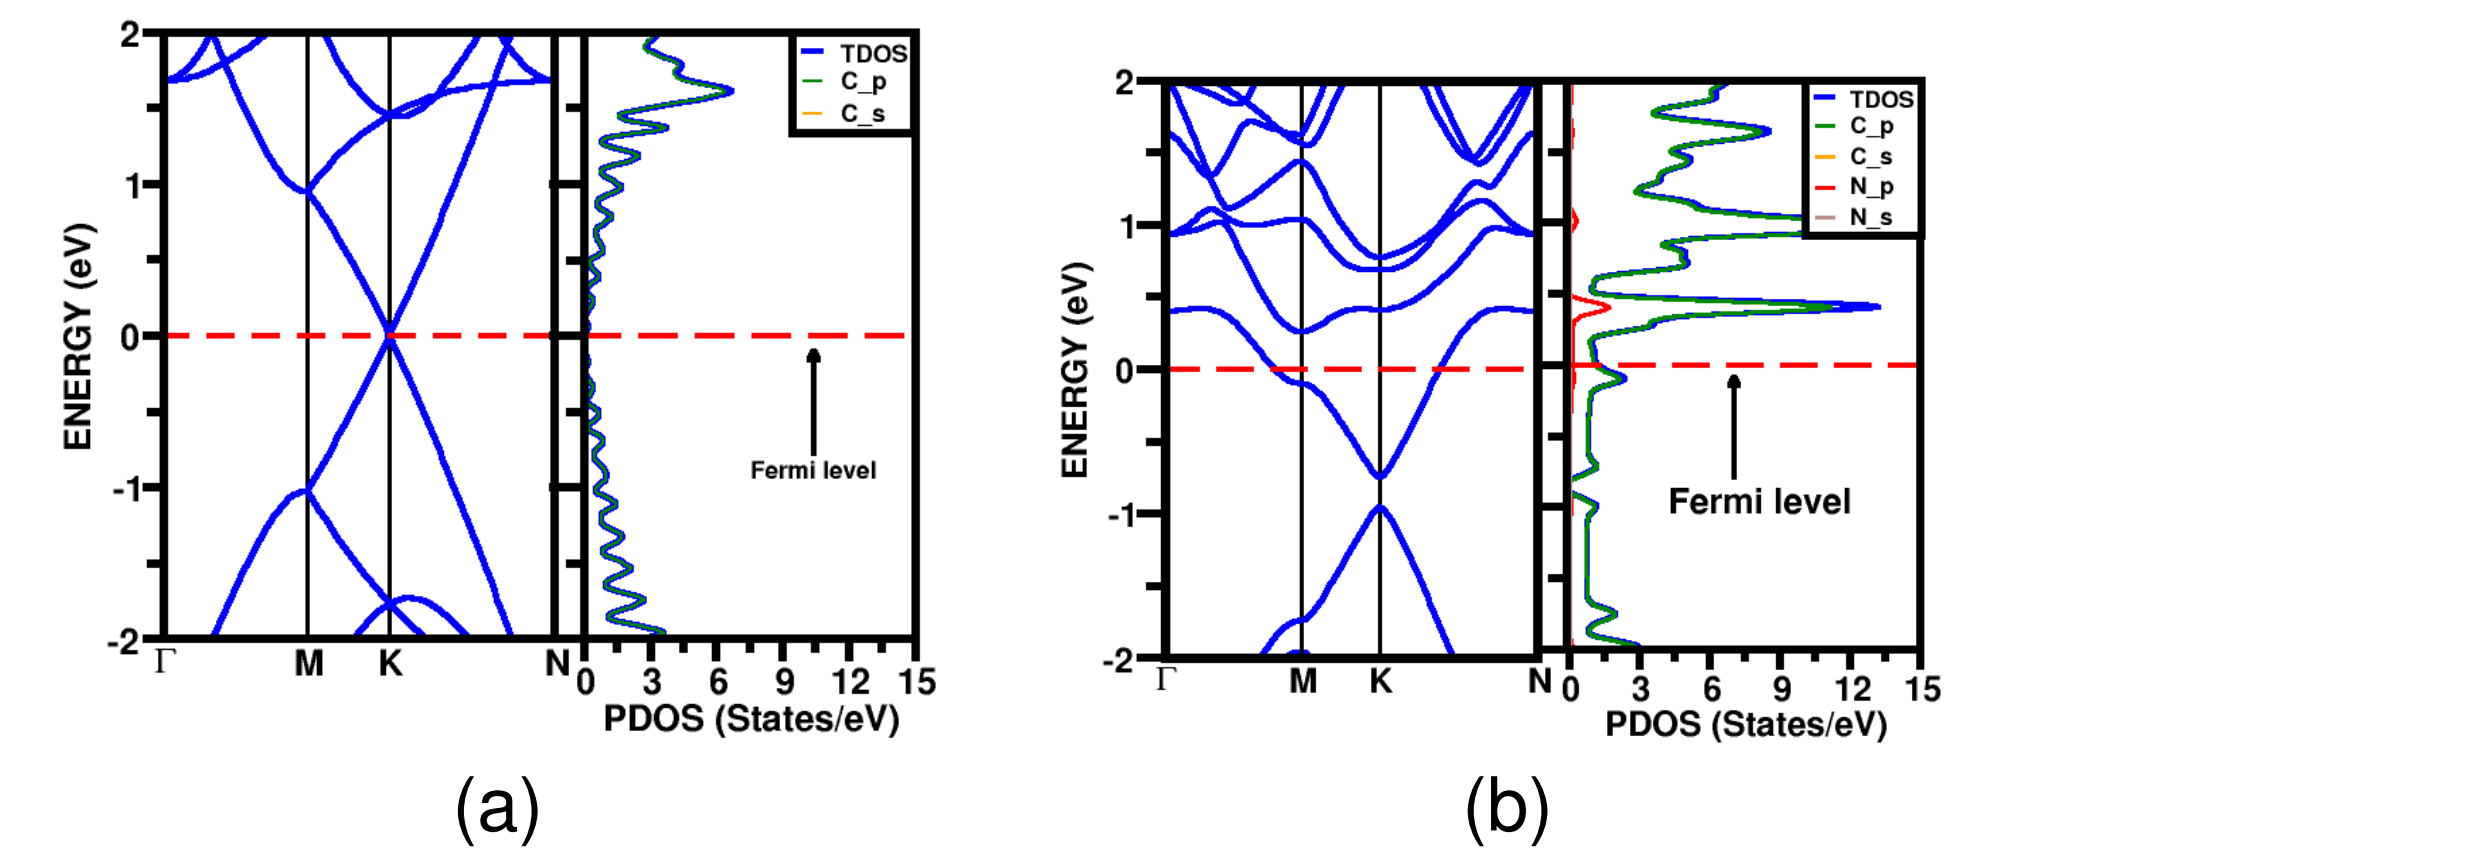 2
1
0
-1
-2
ENERGY (eV)
Γ
M
K
N
TDOS
C_p
C_s
Fermi level
0
3
6
9
12
15
PDOS (States/eV)
(a)
2
1
0
-1
-2
ENERGY (eV)
Γ
M
K
N
TDOS
C_p
C_s
N_p
N_s
Fermi level
0
3
6
9
12
15
PDOS (States/eV)
(b)